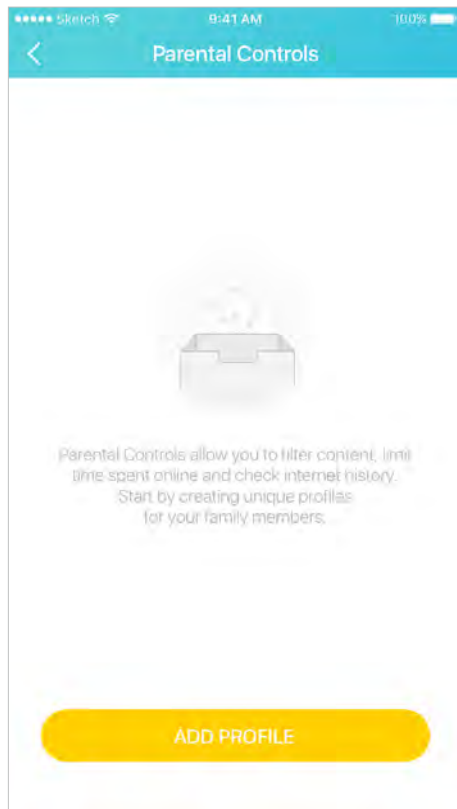 Sketch 9:41 AM 100%
Parental Controls
Parental Controls allow you to filter content, limit
time spent online and check internet history.
Start by creating unique profiles
for your family members.
ADD PROFILE